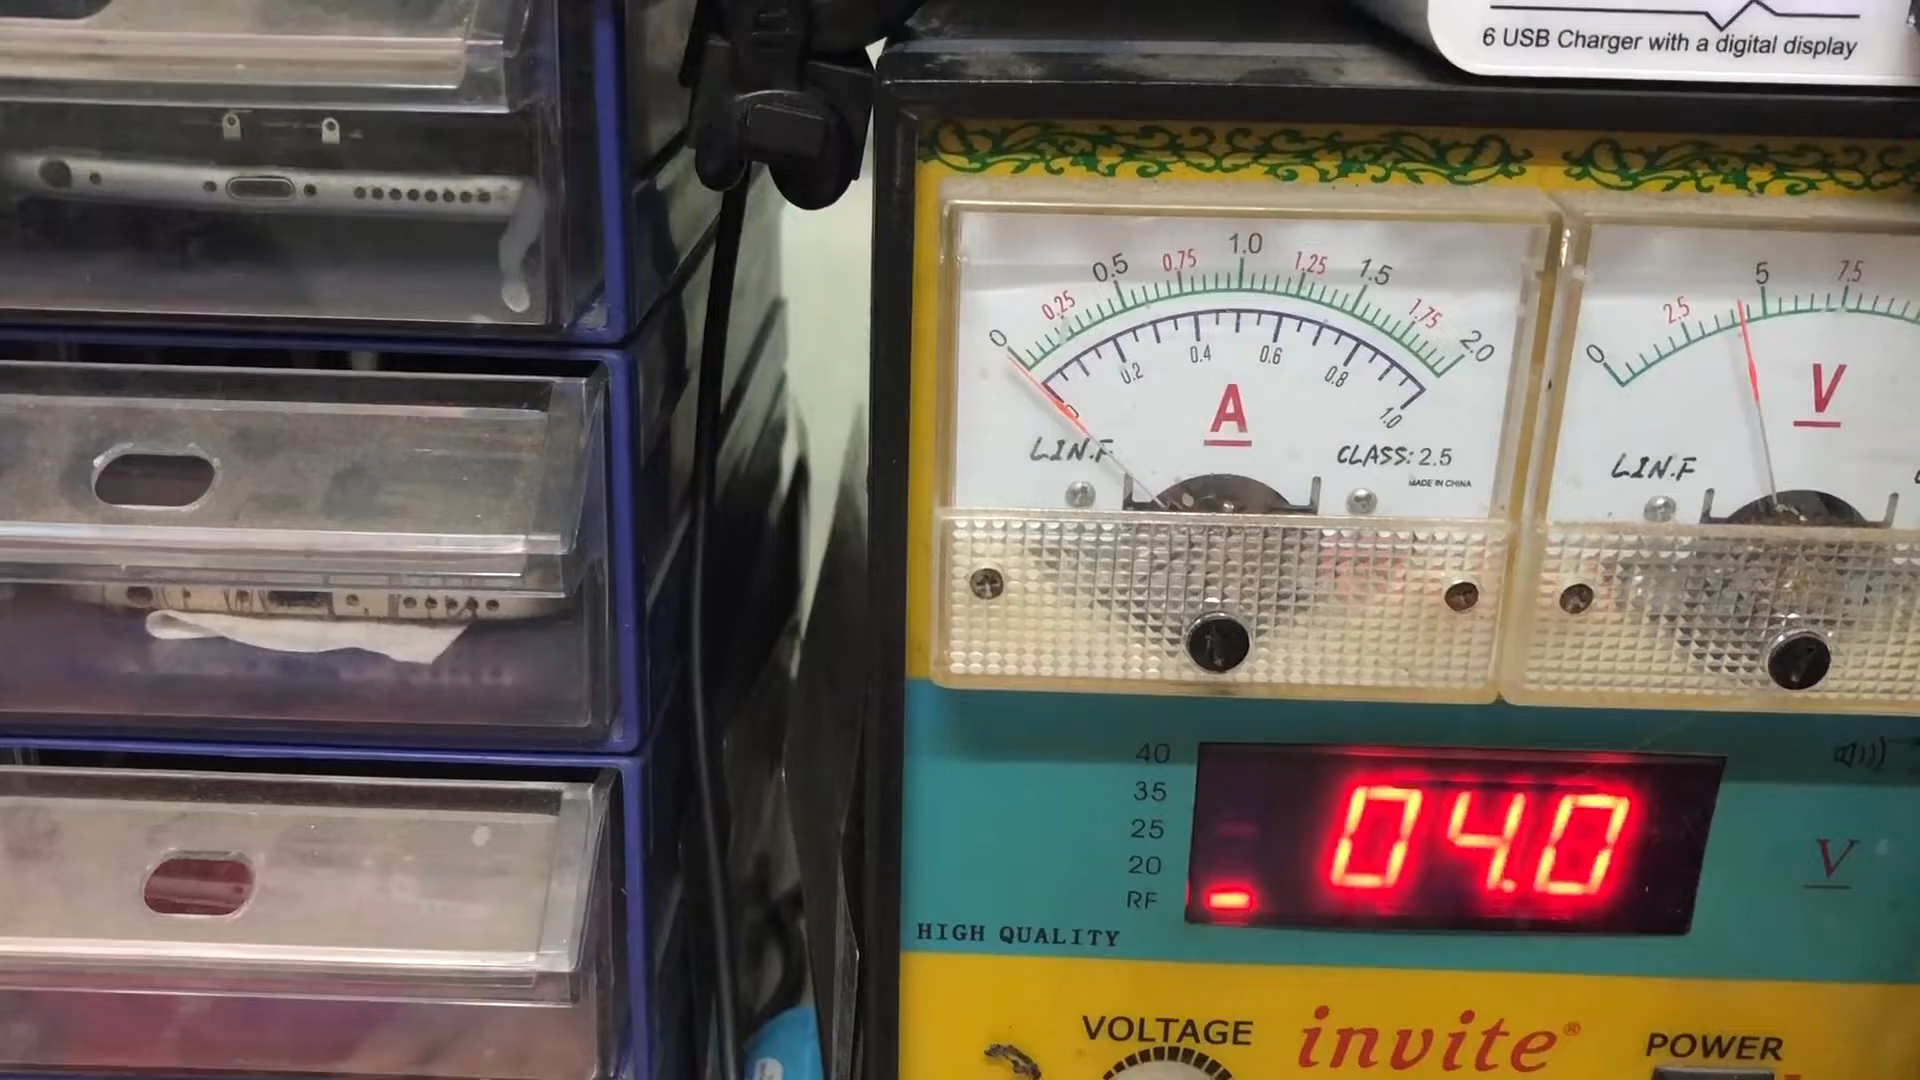 6 USB Charger with a digital display
0 0.25 0.5 0.75 1.0 1.25 1.5 1.75 2.0
0 0.2 0.4 0.6 0.8 1.0
A
LIN.F
CLASS: 2.5
MADE IN CHINA
0 2.5 5 7.5
V
LIN.F
40
35
25
20
RF
04.0
V
HIGH QUALITY
VOLTAGE
invite®
POWER